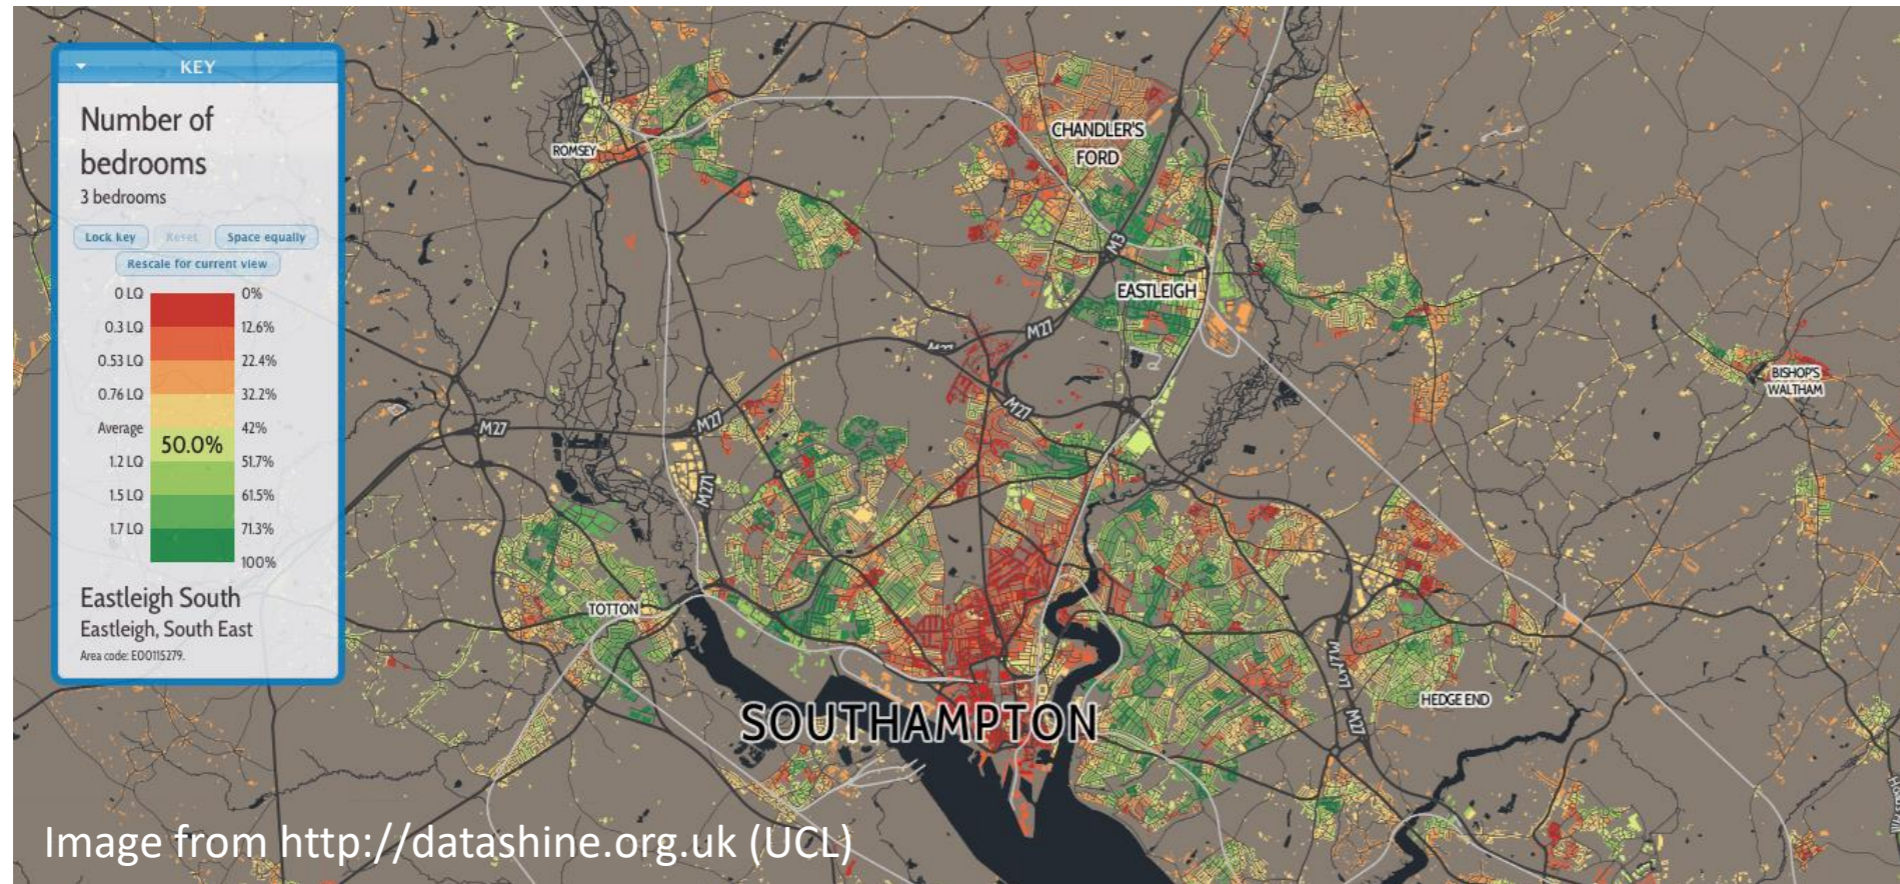 KEY
Number of
bedrooms
3 bedrooms
Lock key Reset Space equally
Rescale for current view
0 LQ 0%
0.3 LQ 12.6%
0.53 LQ 22.4%
0.76 LQ 32.2%
Average 42%
50.0%
1.2 LQ 51.7%
1.5 LQ 61.5%
1.7 LQ 71.3%
100%
Eastleigh South
Eastleigh, South East
Area code: E00115279.
ROMSEY
CHANDLER'S
FORD
M3
EASTLEIGH
M27
M27
BISHOP'S
WALTHAM
M27
M27
M271
TOTTON
M27
HEDGE END
M27
SOUTHAMPTON
Image from http://datashine.org.uk (UCL)